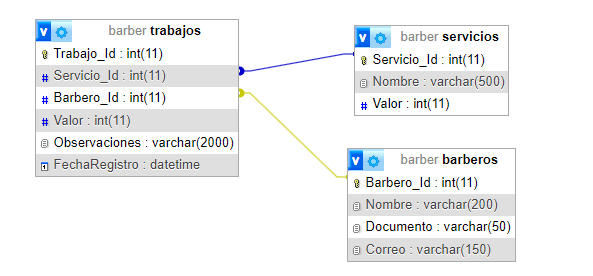 v barber trabajos
Trabajo_Id : int(11)
# Servicio_Id : int(11)
# Barbero_Id : int(11)
# Valor : int(11)
Observaciones : varchar(2000)
FechaRegistro : datetime
v barber servicios
Servicio_Id : int(11)
Nombre : varchar(500)
# Valor : int(11)
v barber barberos
Barbero_Id : int(11)
Nombre : varchar(200)
Documento : varchar(50)
Correo : varchar(150)